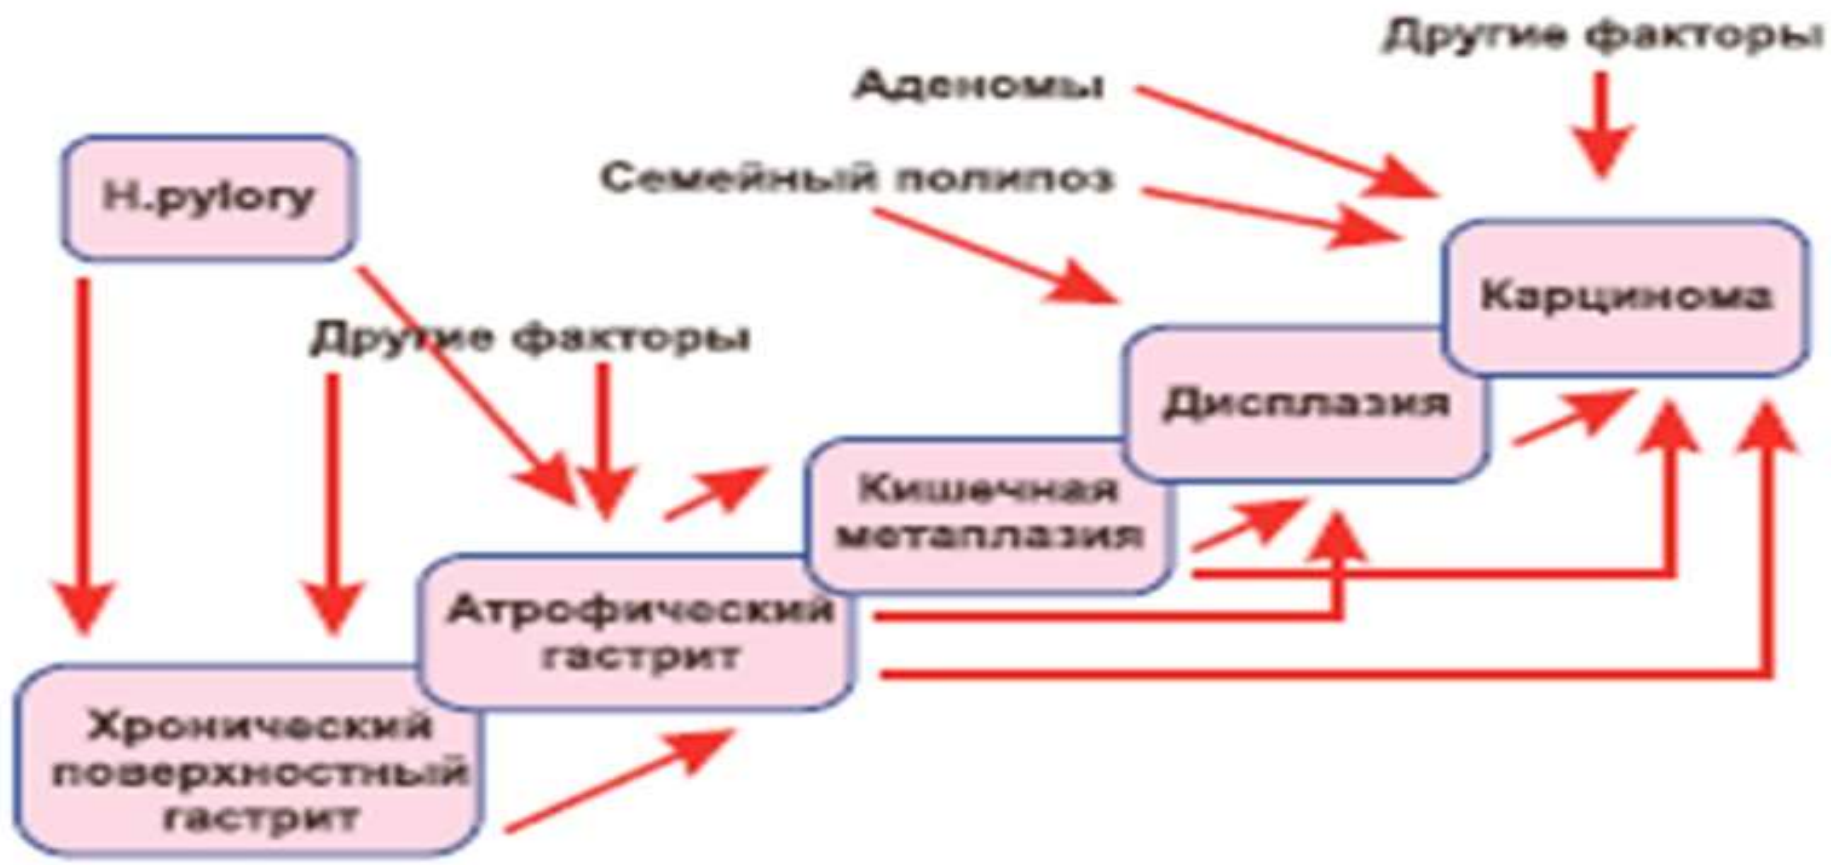 Другие факторы
Аденомы
Семейный полипоз
H.pylory
Карцинома
Другие факторы
Дисплазия
Кишечная
метаплазия
Атрофический
гастрит
Хронический
поверхностный
гастрит